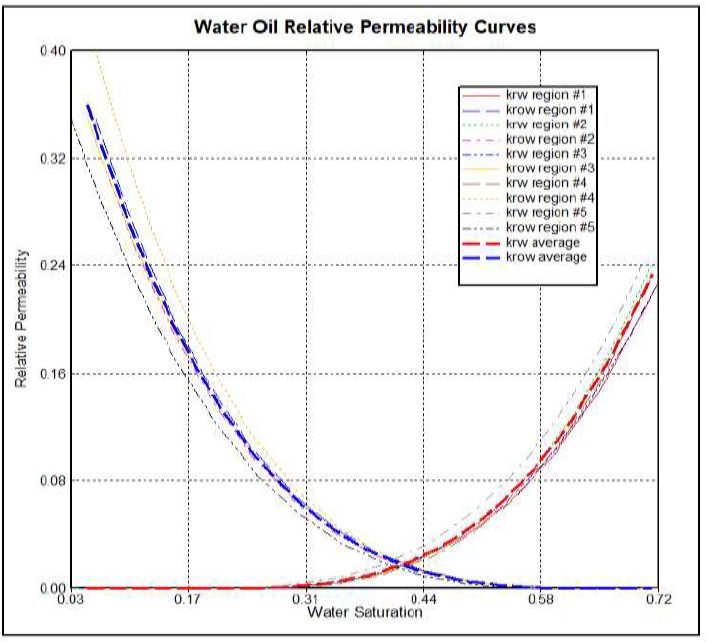 Water Oil Relative Permeability Curves
0.40
0.32
0.24
0.16
0.08
0.00
Relative Permeability
krw region #1
krow region #1
krw region #2
krow region #2
krw region #3
krow region #3
krw region #4
krow region #4
krw region #5
krow region #5
krw average
krow average
0.03 0.17 0.31 0.44 0.58 0.72
Water Saturation